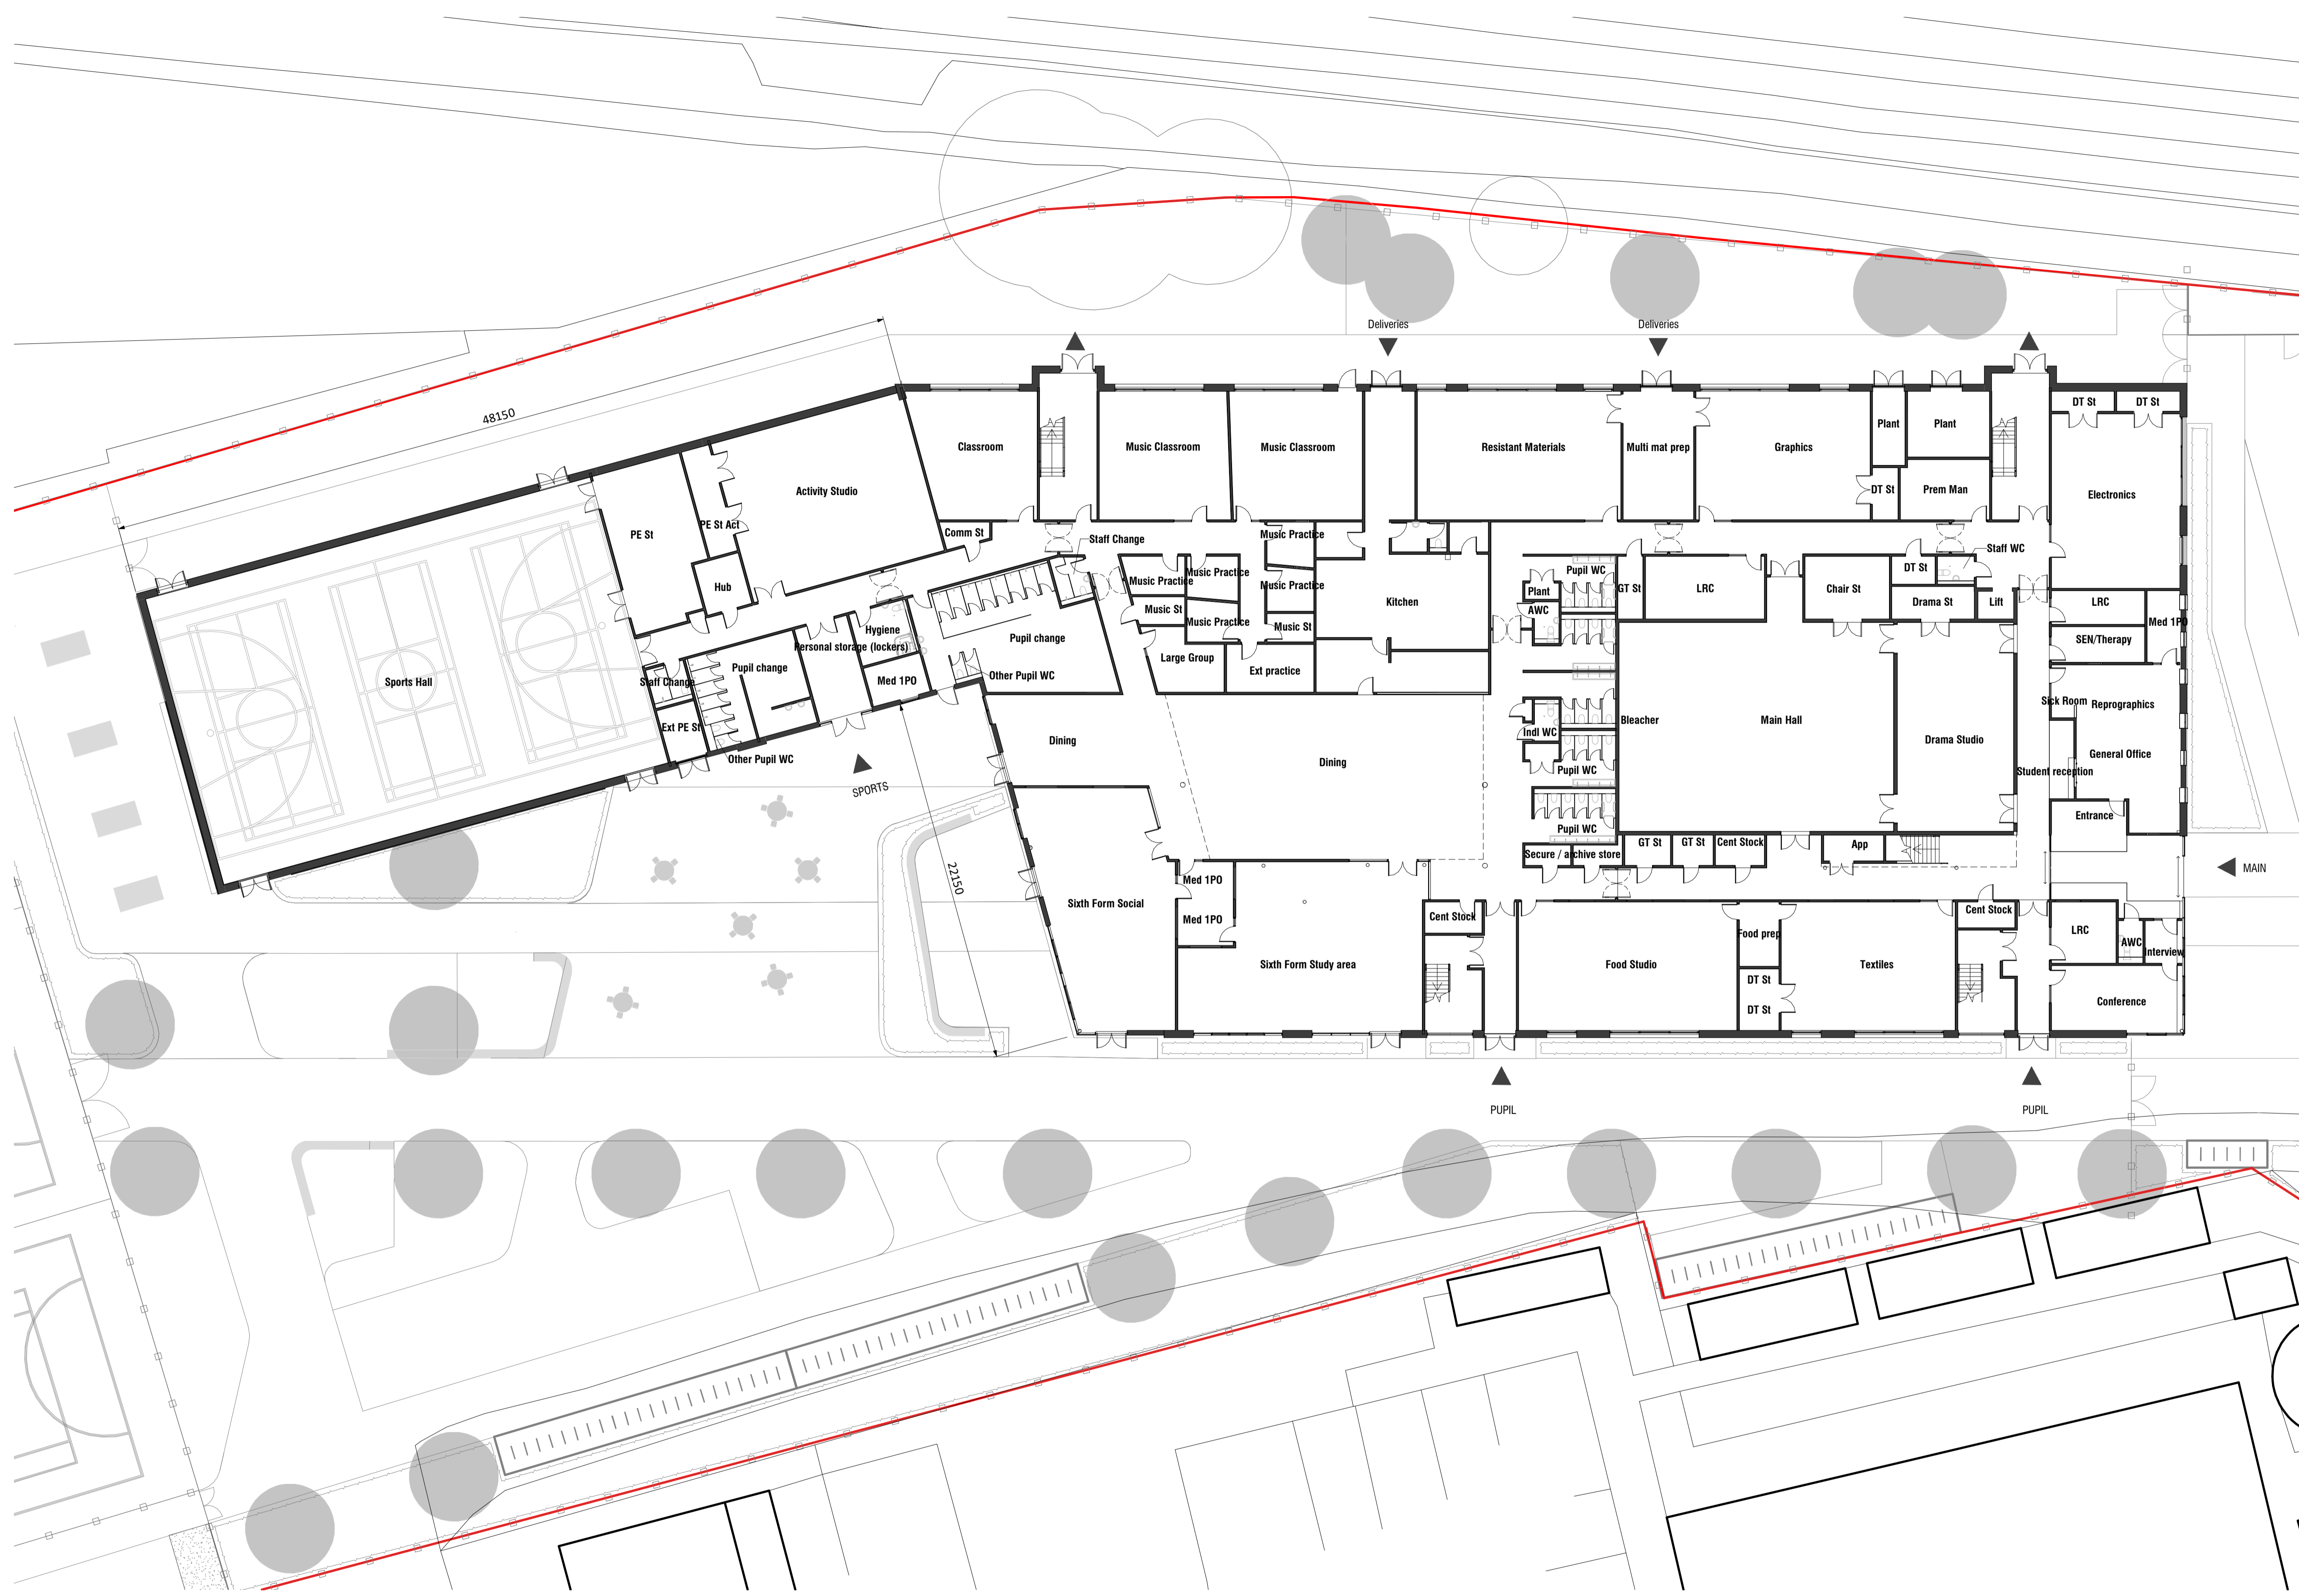 Deliveries
Deliveries
48150
DT St
DT St
Classroom
Music Classroom
Music Classroom
Resistant Materials
Multi mat prep
Graphics
Plant
Plant
DT St
Prem Man
Electronics
Activity Studio
PE St Act
PE St
Comm St
Staff Change
Music Practice
Staff WC
Music Practice
Music Practice
Music Practice
Pupil WC
DT St
Hub
Plant
GT St
LRC
Chair St
Kitchen
Drama St
Lift
LRC
Music St
AWC
Music Practice
Music St
Med 1PO
Hygiene
Pupil change
SEN/Therapy
Personal storage (lockers)
Large Group
Ext practice
Pupil change
Other Pupil WC
Med 1PO
Staff Change
Sports Hall
Sick Room
Reprographics
Bleacher
Main Hall
Ext PE St
Indl WC
Dining
Drama Studio
General Office
Other Pupil WC
Dining
Pupil WC
Student reception
SPORTS
Entrance
Pupil WC
GT St
GT St
Cent Stock
App
Secure / archive store
MAIN
22150
Med 1PO
Sixth Form Social
Med 1PO
Cent Stock
Cent Stock
LRC
Food prep
AWC
Interview
Sixth Form Study area
Food Studio
Textiles
DT St
DT St
Conference
PUPIL
PUPIL